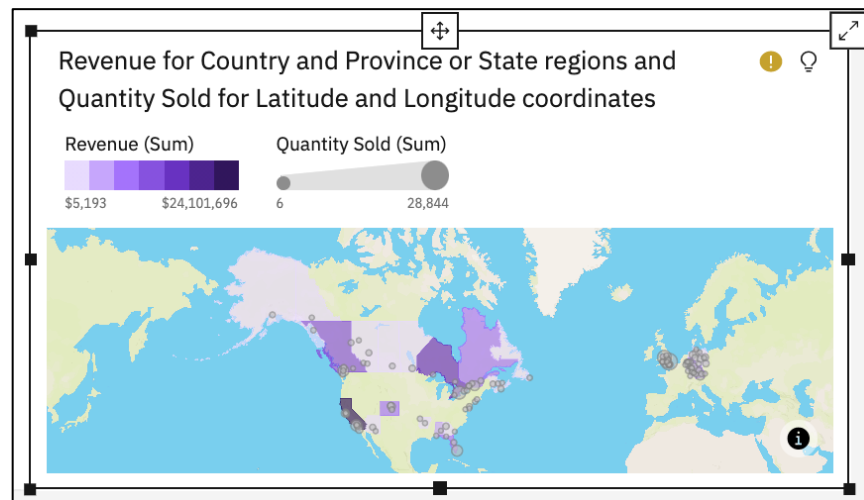 Revenue for Country and Province or State regions and
Quantity Sold for Latitude and Longitude coordinates
Revenue (Sum)
Quantity Sold (Sum)
$5,193
$24,101,696
6
28,844